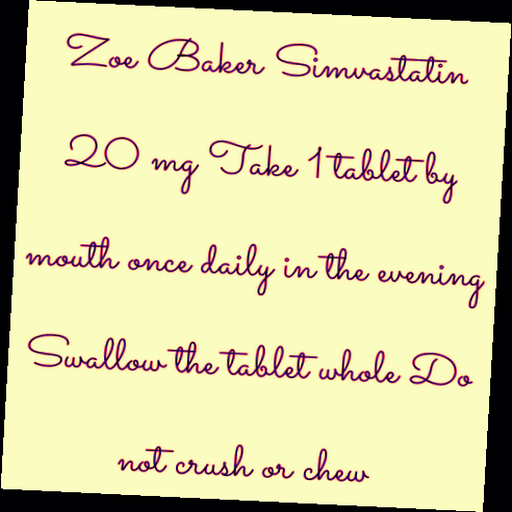 Zoe Baker Simvastatin
20 mg Take 1 tablet by
mouth once daily in the evening
Swallow the tablet whole Do
not crush or chew